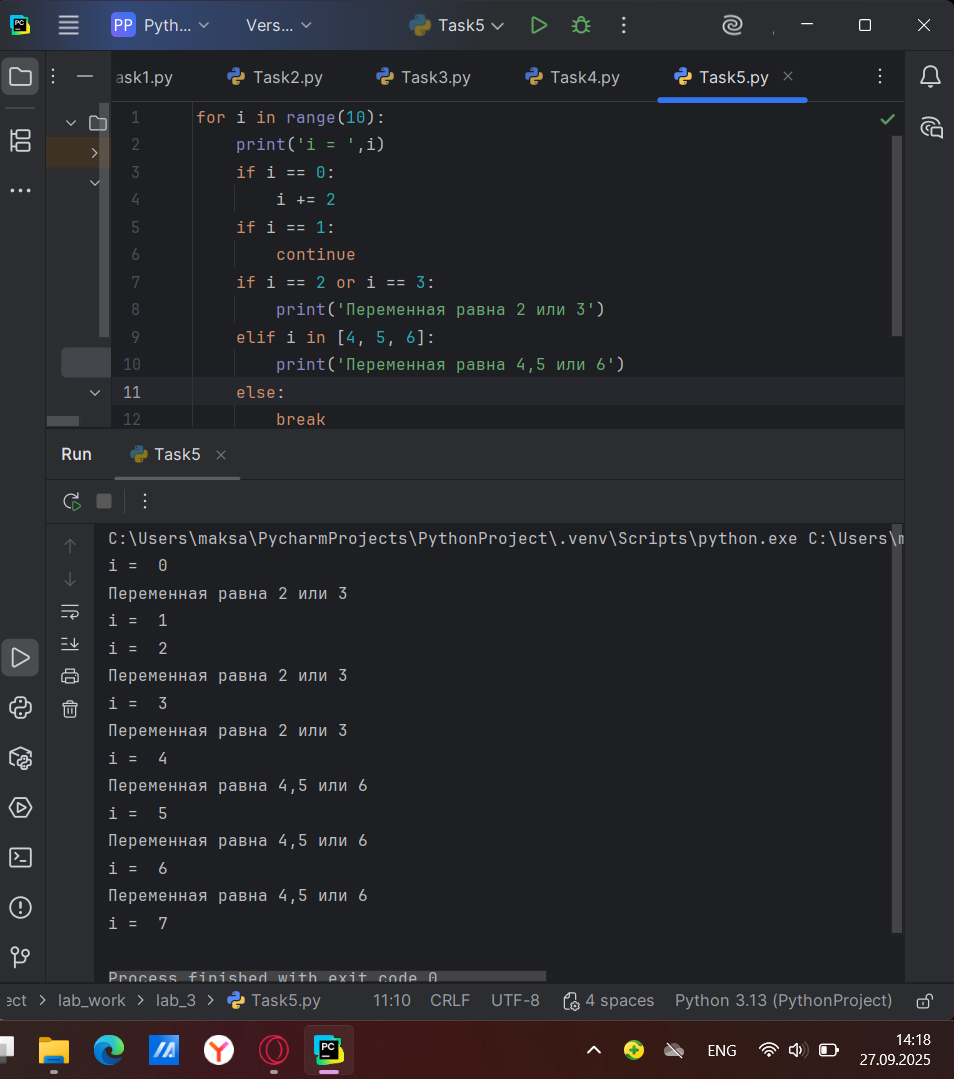 PP Pyth... Vers... Task5
ask1.py Task2.py Task3.py Task4.py Task5.py
1 for i in range(10):
2 print('i = ',i)
3 if i == 0:
4 i += 2
5 if i == 1:
6 continue
7 if i == 2 or i == 3:
8 print('Переменная равна 2 или 3')
9 elif i in [4, 5, 6]:
10 print('Переменная равна 4,5 или 6')
11 else:
12 break
Run Task5
C:\Users\maksa\PycharmProjects\PythonProject\.venv\Scripts\python.exe C:\Users\m
i =  0
Переменная равна 2 или 3
i =  1
i =  2
Переменная равна 2 или 3
i =  3
Переменная равна 2 или 3
i =  4
Переменная равна 4,5 или 6
i =  5
Переменная равна 4,5 или 6
i =  6
Переменная равна 4,5 или 6
i =  7
Process finished with exit code 0
ect > lab_work > lab_3 > Task5.py 11:10 CRLF UTF-8 4 spaces Python 3.13 (PythonProject)
ENG 14:18
27.09.2025